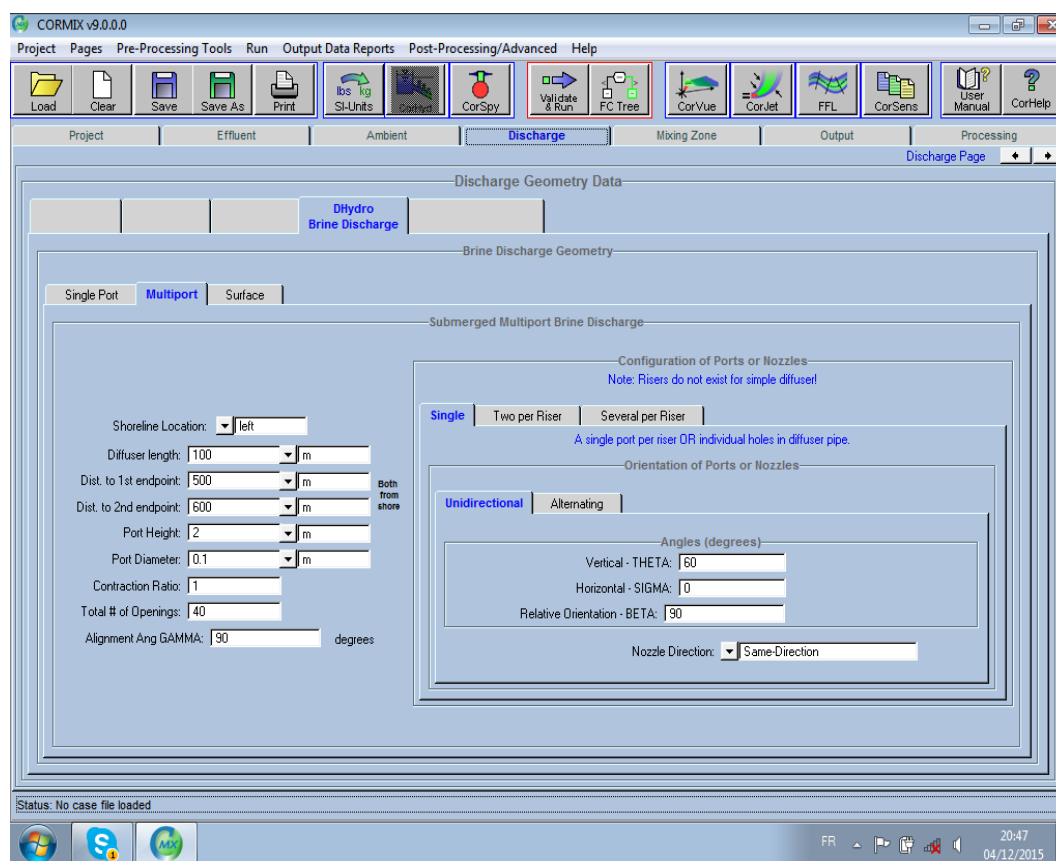 CORMIX v9.0.0.0
Project Pages Pre-Processing Tools Run Output Data Reports Post-Processing/Advanced Help
Load Clear Save Save As Print lbs kg SI-Units CorHyd CorSpy Validate & Run FC Tree CorVue CorJet FFL CorSens User Manual CorHelp
Project Effluent Ambient Discharge Mixing Zone Output Processing
Discharge Page
Discharge Geometry Data
DHydro
Brine Discharge
Brine Discharge Geometry
Single Port Multiport Surface
Submerged Multiport Brine Discharge
Configuration of Ports or Nozzles
Note: Risers do not exist for simple diffuser!
Single Two per Riser Several per Riser
A single port per riser OR individual holes in diffuser pipe.
Orientation of Ports or Nozzles
Unidirectional Alternating
Angles (degrees)
Vertical - THETA: 60
Horizontal - SIGMA: 0
Relative Orientation - BETA: 90
Nozzle Direction: Same-Direction
Shoreline Location: left
Diffuser length: 100 m
Dist. to 1st endpoint: 500 m
Dist. to 2nd endpoint: 600 m
Both
from
shore
Port Height: 2 m
Port Diameter: 0.1 m
Contraction Ratio: 1
Total # of Openings: 40
Alignment Ang GAMMA: 90 degrees
Status: No case file loaded
S 1 MX FR 20:47
04/12/2015